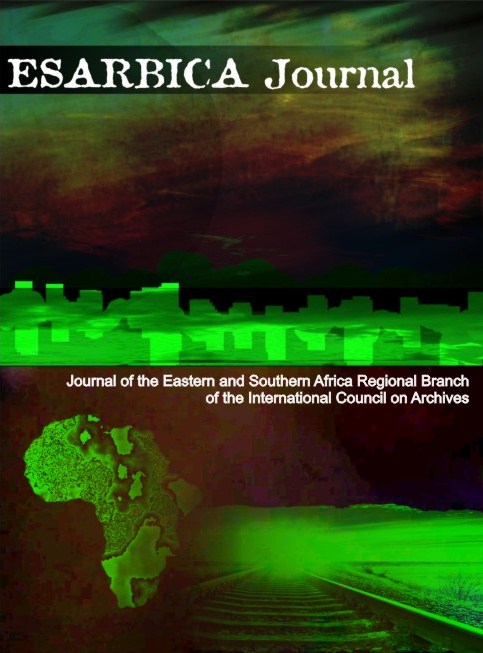 ESARBICA Journal
Journal of the Eastern and Southern Africa Regional Branch
of the International Council on Archives